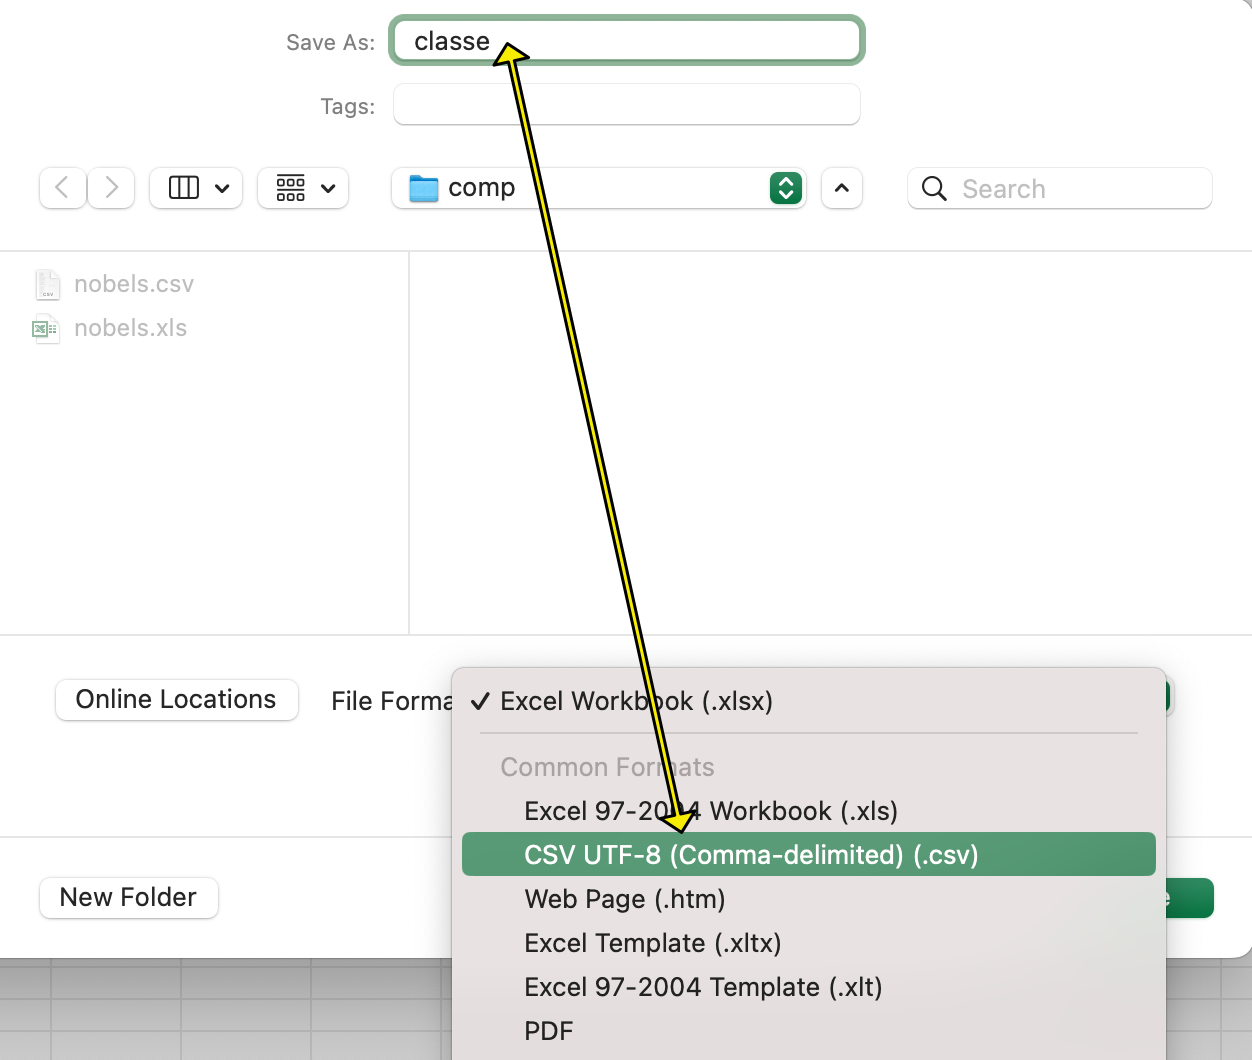 Save As: classe
Tags:
comp
Search
nobels.csv
nobels.xls
Online Locations
File Forma
Excel Workbook (.xlsx)
Common Formats
Excel 97-2004 Workbook (.xls)
CSV UTF-8 (Comma-delimited) (.csv)
Web Page (.htm)
New Folder
Excel Template (.xltx)
Excel 97-2004 Template (.xlt)
PDF